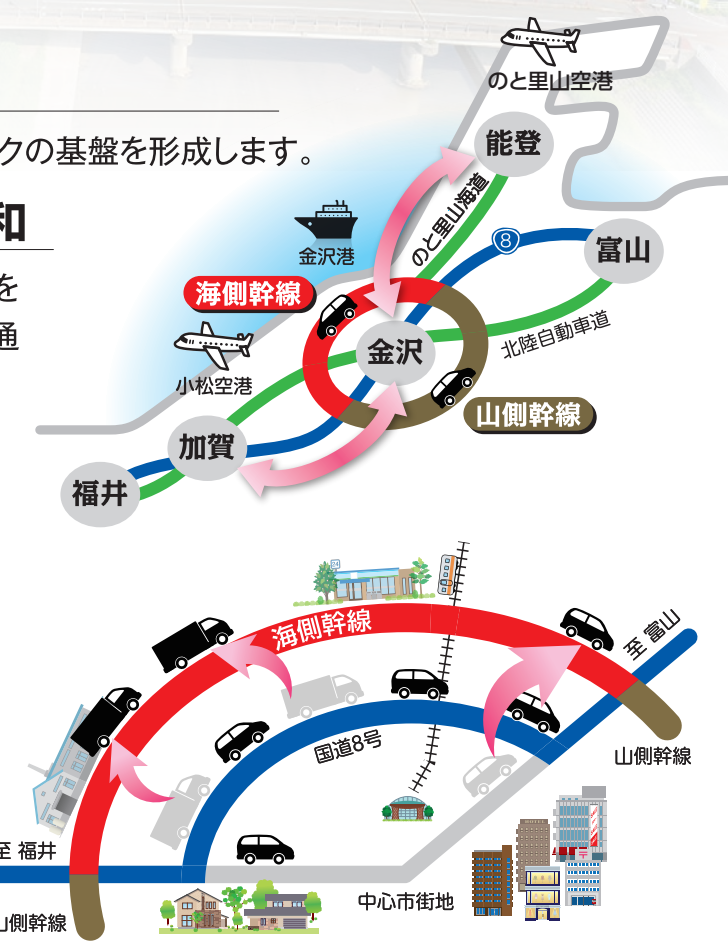 のと里山空港
クの基盤を形成します。
能登
のと里山海道
和
8
富山
金沢港
海側幹線
を
通
北陸自動車道
金沢
小松空港
山側幹線
加賀
福井
24
海側幹線
至 富山
国道8号
山側幹線
至 福井
中心市街地
山側幹線